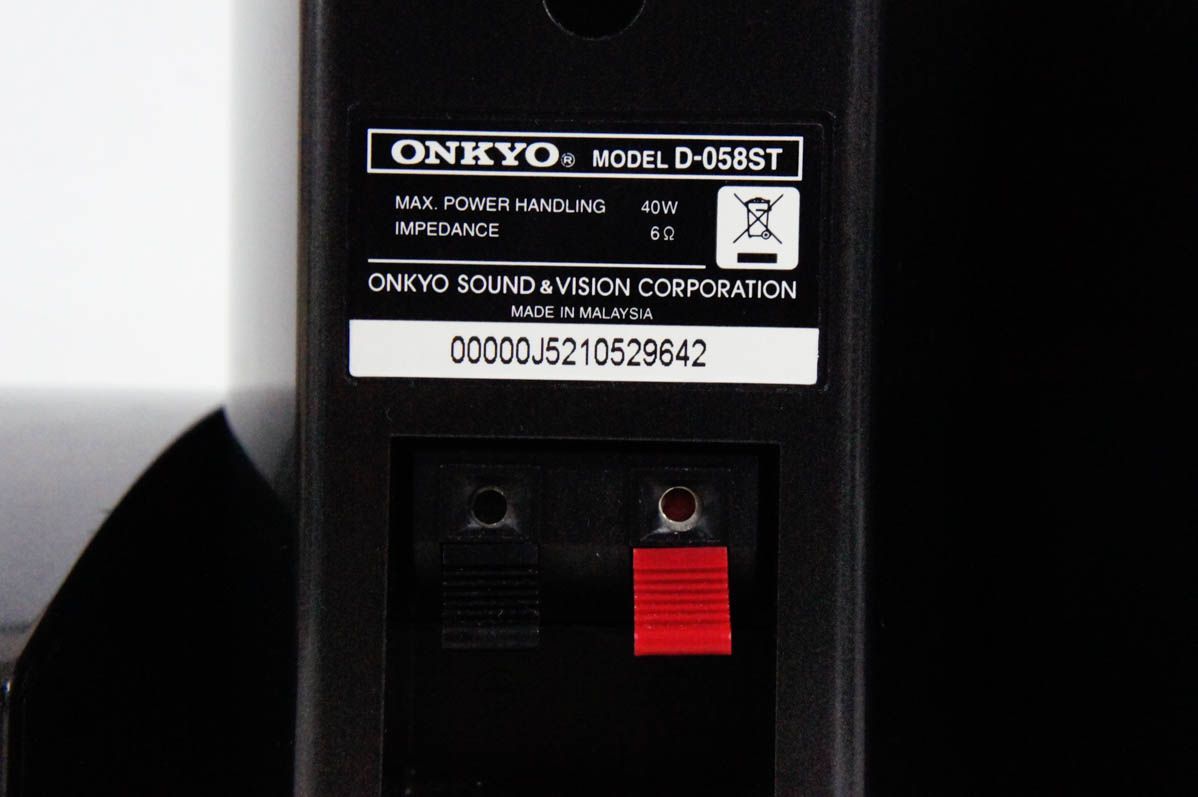 ONKYO® MODEL D-058ST
MAX. POWER HANDLING 40W
IMPEDANCE 6Ω
ONKYO SOUND & VISION CORPORATION
MADE IN MALAYSIA
00000J5210529642